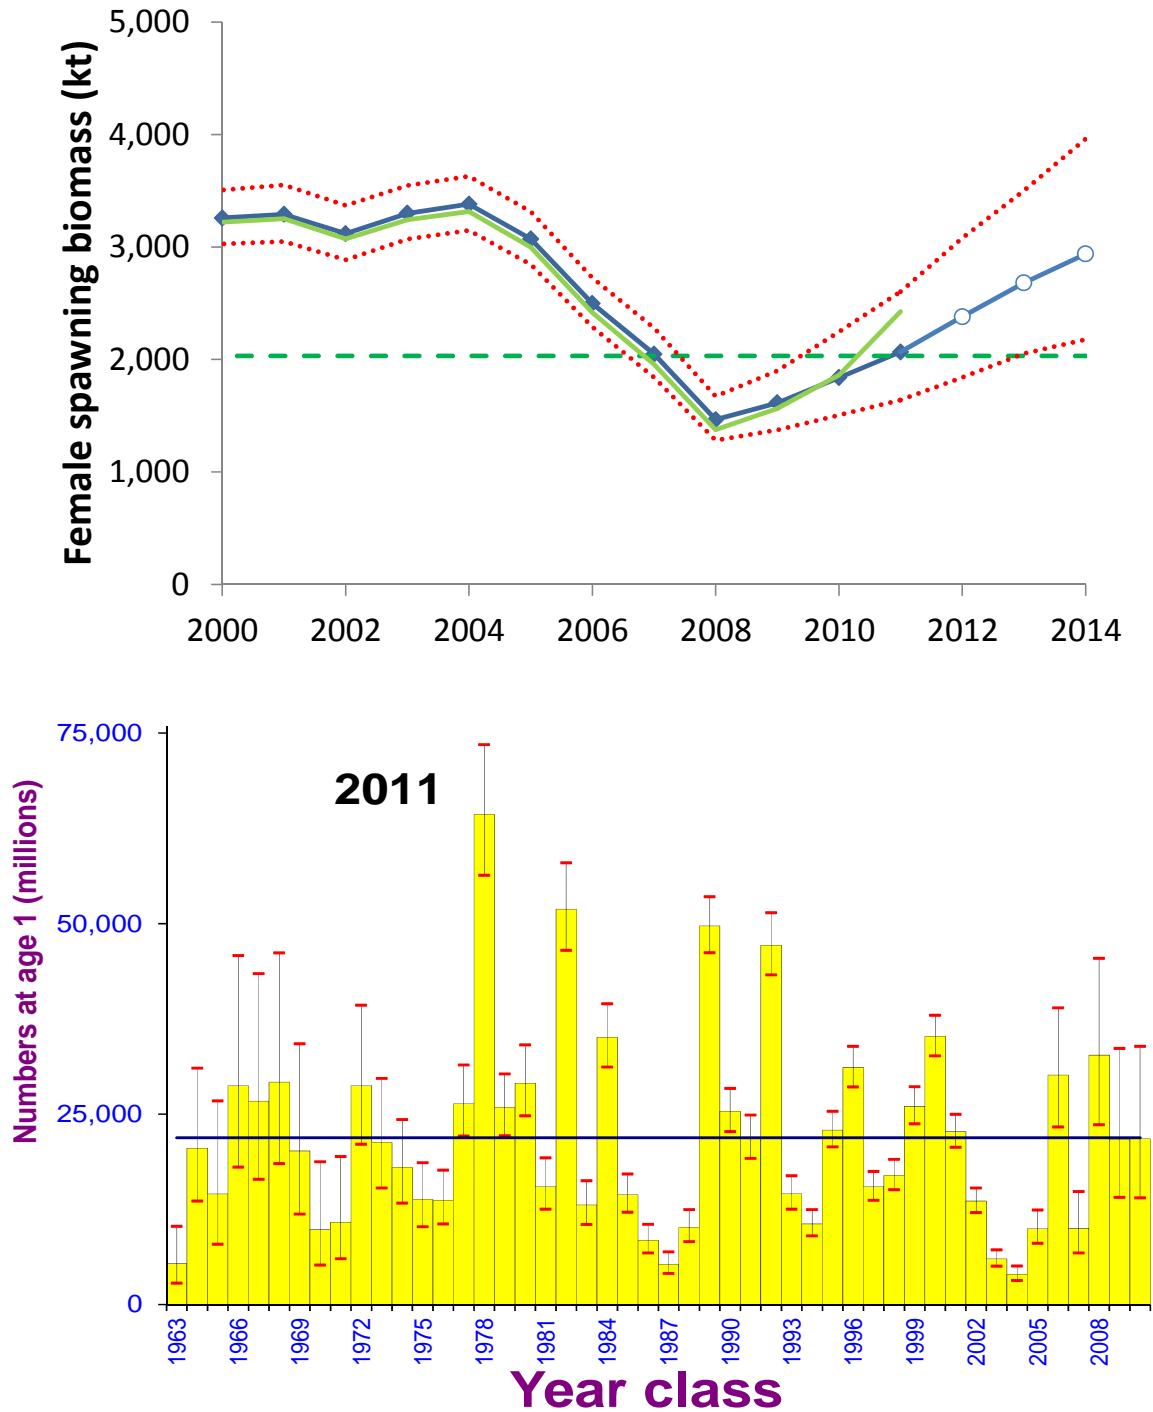 5,000
4,000
3,000
2,000
1,000
0
Female spawning biomass (kt)
2000 2002 2004 2006 2008 2010 2012 2014
75,000
50,000
25,000
0
Numbers at age 1 (millions)
2011
1963 1966 1969 1972 1975 1978 1981 1984 1987 1990 1993 1996 1999 2002 2005 2008
Year class